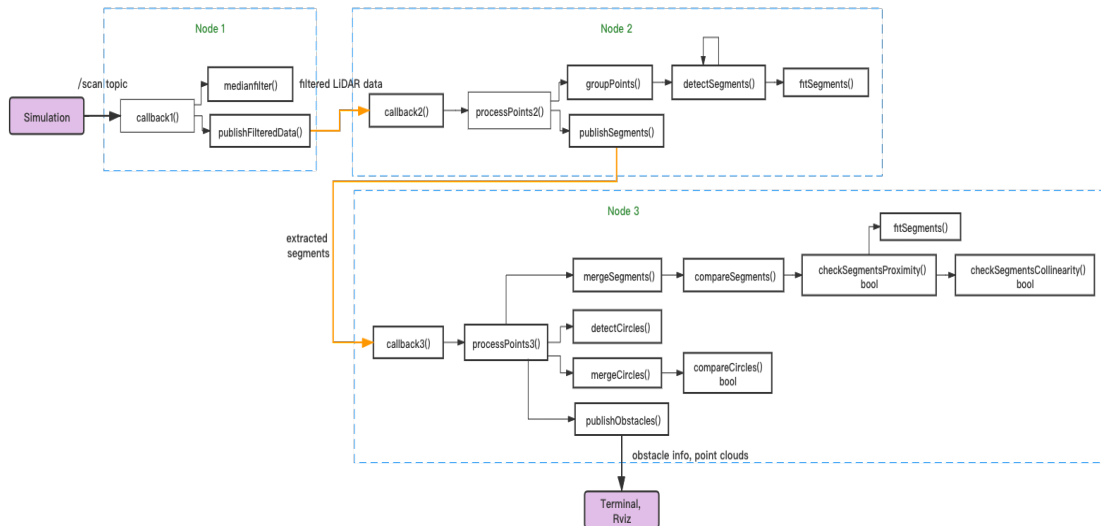 Node 1
/scan topic
Simulation
callback1()
medianfilter()
publishFilteredData()
filtered LiDAR data
Node 2
callback2()
processPoints2()
groupPoints()
detectSegments()
fitSegments()
publishSegments()
extracted
segments
Node 3
callback3()
processPoints3()
mergeSegments()
compareSegments()
checkSegmentsProximity()
bool
fitSegments()
checkSegmentsCollinearity()
bool
detectCircles()
mergeCircles()
compareCircles()
bool
publishObstacles()
obstacle info, point clouds
Terminal,
Rviz